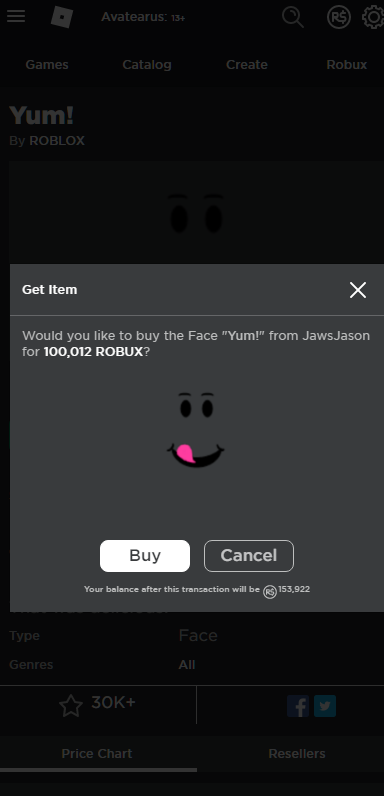 Avatearus: 13+
Games Catalog Create Robux
Yum!
By ROBLOX
Get Item
Would you like to buy the Face "Yum!" from JawsJason
for 100,012 ROBUX?
Buy Cancel
Your balance after this transaction will be R$ 153,922
Type Face
Genres All
30K+
Price Chart Resellers